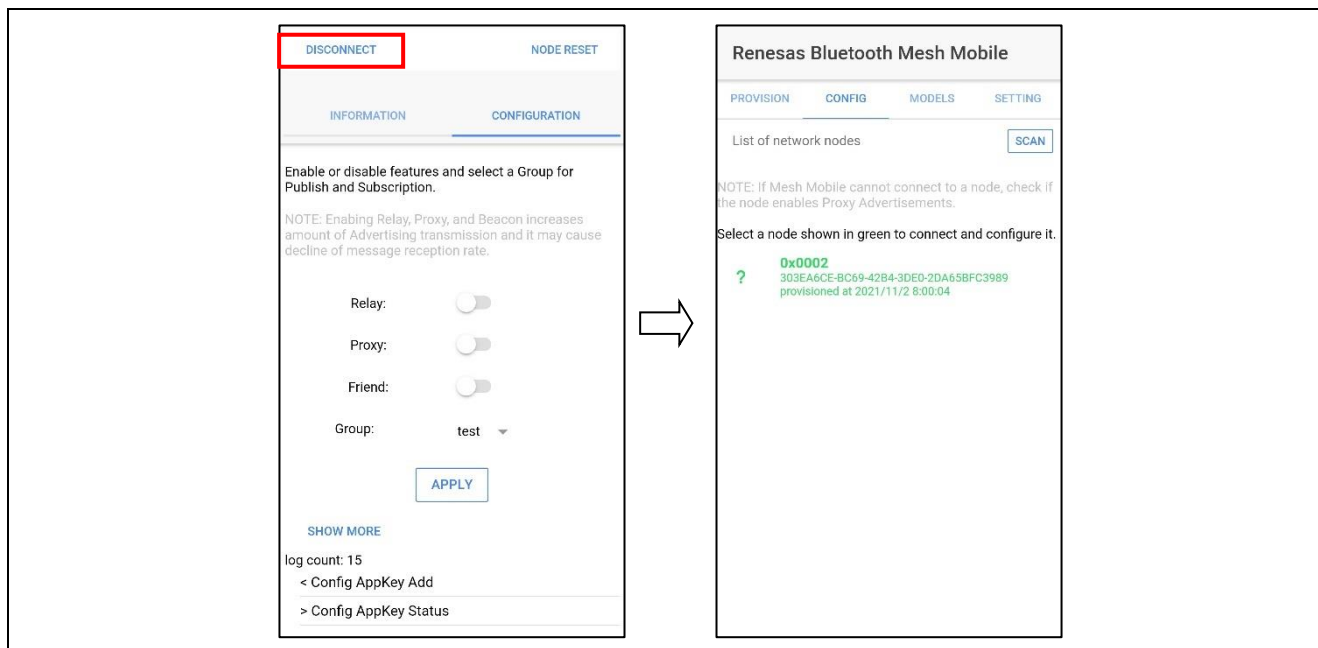 DISCONNECT NODE RESET
INFORMATION CONFIGURATION
Enable or disable features and select a Group for
Publish and Subscription.
NOTE: Enabing Relay, Proxy, and Beacon increases
amount of Advertising transmission and it may cause
decline of message reception rate.
Relay:
Proxy:
Friend:
Group: test
APPLY
SHOW MORE
log count: 15
< Config AppKey Add
> Config AppKey Status
Renesas Bluetooth Mesh Mobile
PROVISION CONFIG MODELS SETTING
List of network nodes SCAN
NOTE: If Mesh Mobile cannot connect to a node, check if
the node enables Proxy Advertisements.
Select a node shown in green to connect and configure it.
? 0x0002
303EA6CE-BC69-42B4-3DE0-2DA65BFC3989
provisioned at 2021/11/2 8:00:04